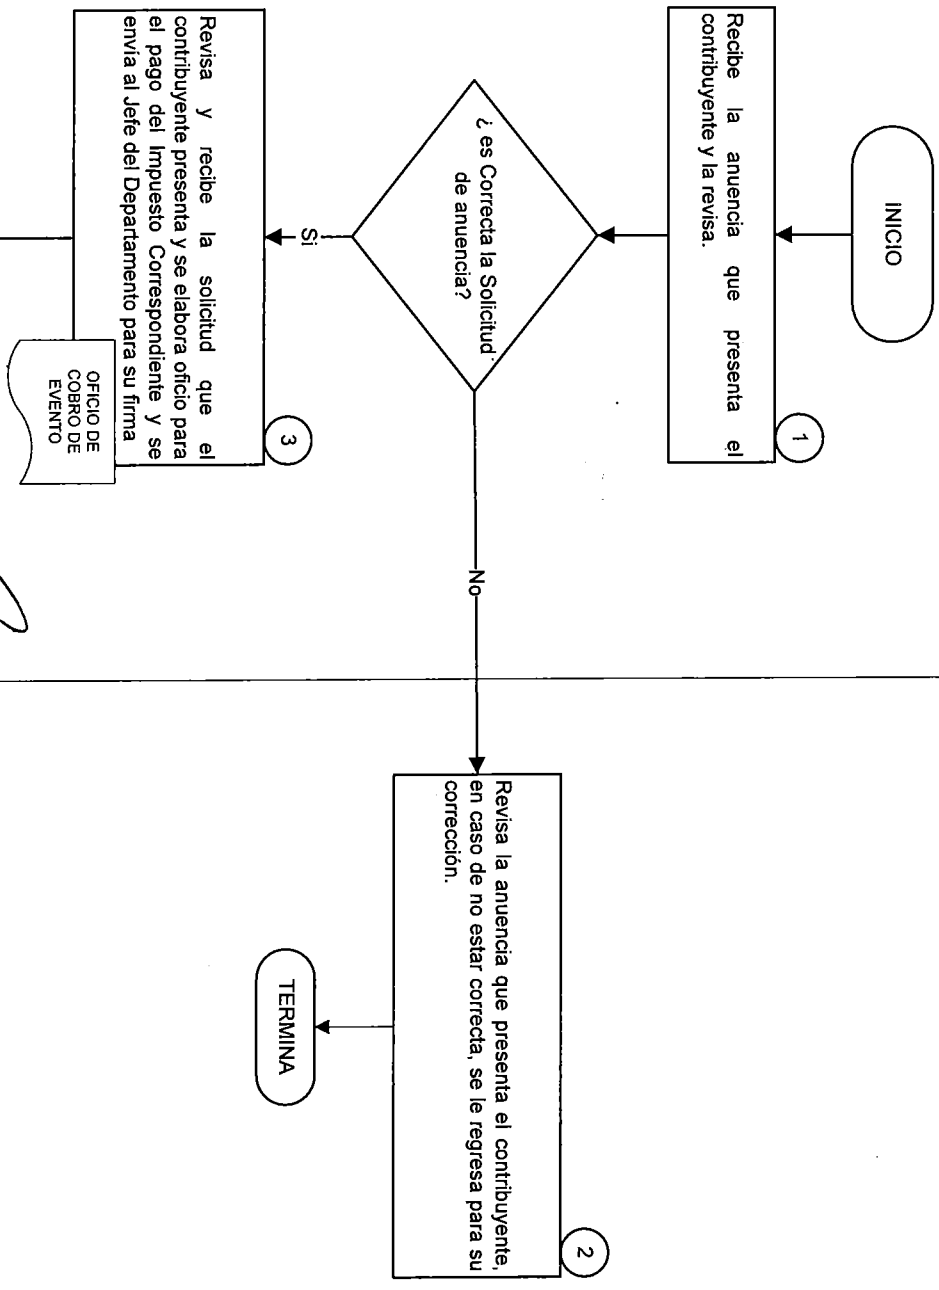 INICIO
1
Recibe la anuencia que presenta el
contribuyente y la revisa.
¿ es Correcta la Solicitud
de anuencia?
No
2
Revisa la anuencia que presenta el contribuyente,
en caso de no estar correcta, se le regresa para su
corrección.
TERMINA
Si
3
Revisa y recibe la solicitud que el
contribuyente presenta y se elabora oficio para
el pago del Impuesto Correspondiente y se
envia al Jefe del Departamento para su firma
OFICIO DE
COBRO DE
EVENTO